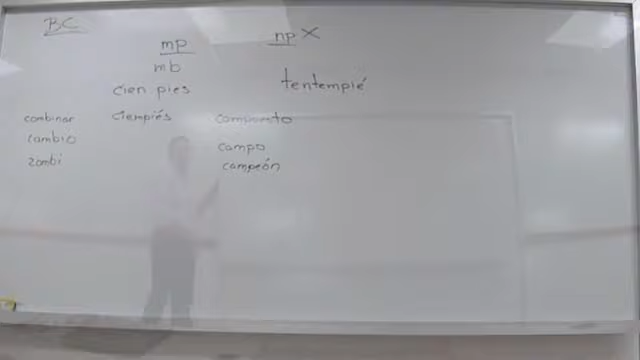 BC
mp
np X
mb
cien pies
tentempié
combinar
ciempiés
compuesto
cambio
campo
zombi
campeón